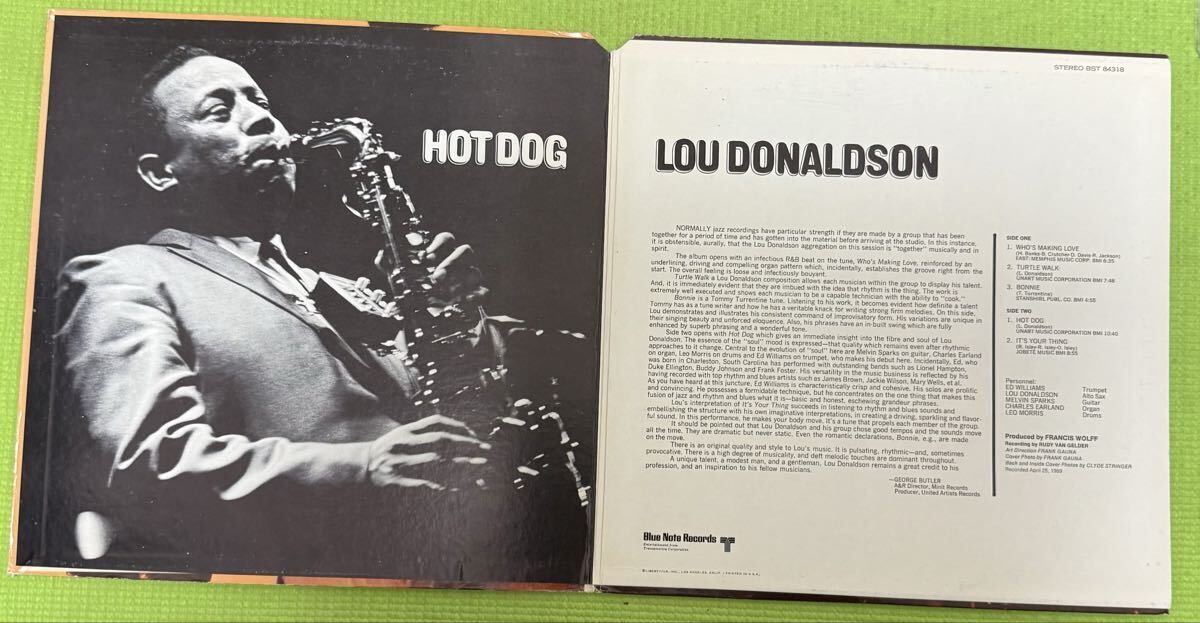 HOT DOG
STEREO BST 84318
LOU DONALDSON
NORMALLY jazz recordings have particular strength if they are made by a group that has been
together for a period of time and has gotten into the material before arriving at the studio. In this instance,
it is obstensible, aurally, that the Lou Donaldson aggregation on this session is "together" musically and in
spirit.
The album opens with an infectious R&B beat on the tune, Who's Making Love, reinforced by an
underlining, driving and compelling organ pattern which, incidentally, establishes the groove right from the
start. The overall feeling is loose and infectiously bouyant.
Turtle Walk a Lou Donaldson composition allows each musician within the group to display his talent.
And, it is immediately evident that they are imbued with the idea that rhythm is the thing. The work is
extremely well executed and shows each musician to be a capable technician with the ability to "cook."
Bonnie is a Tommy Turrentine tune. Listening to his work, it becomes evident how definite a talent
Tommy has as a tune writer and how he has a veritable knack for writing strong firm melodies. On this side,
Lou demonstrates and illustrates his consistent command of improvisatory form. His variations are unique in
their singing beauty and unforced eloquence. Also, his phrases have an in-built swing which are fully
enhanced by superb phrasing and a wonderful tone.
Side two opens with Hot Dog which gives an immediate insight into the fibre and soul of Lou
Donaldson. The essence of the "soul" mood is expressed—that quality which remains even after rhythmic
approaches to it change. Central to the evolution of "soul" here are Melvin Sparks on guitar, Charles Earland
on organ, Leo Morris on drums and Ed Williams on trumpet, who makes his debut here. Incidentally, Ed, who
was born in Charleston, South Carolina has performed with outstanding bands such as Lionel Hampton,
Duke Ellington, Buddy Johnson and Frank Foster. His versatility in the music business is reflected by his
having recorded with top rhythm and blues artists such as James Brown, Jackie Wilson, Mary Wells, et al.
As you have heard at this juncture, Ed Williams is characteristically crisp and cohesive. His solos are prolific
and convincing. He possesses a formidable technique, but he concentrates on the one thing that makes this
fusion of jazz and rhythm and blues what it is—basic and honest, eschewing grandeur phrases.
Lou's interpretation of It's Your Thing succeeds in listening to rhythm and blues sounds and
embellishing the structure with his own imaginative interpretations, in creating a driving, sparkling and flavor-
ful sound. In this performance, he makes your body move. It's a tune that propels each member of the group.
It should be pointed out that Lou Donaldson and his group chose good tempos and the sounds move
all the time. They are dramatic but never static. Even the romantic declarations, Bonnie, e.g., are made
on the move.
There is an original quality and style to Lou's music. It is pulsating, rhythmic—and, sometimes
provocative. There is a high degree of musicality, and deft melodic touches are dominant throughout.
A unique talent, a modest man, and a gentleman, Lou Donaldson remains a great credit to his
profession, and an inspiration to his fellow musicians.
—GEORGE BUTLER
A&R Director, Minit Records
Producer, United Artists Records
SIDE ONE
1. WHO'S MAKING LOVE
(H. Banks-B. Crutcher-D. Davis-R. Jackson)
EAST: MEMPHIS MUSIC CORP. BMI 6:35
2. TURTLE WALK
(L. Donaldson)
UNART MUSIC CORPORATION BMI 7:48
3. BONNIE
(T. Turrentine)
STANSHIRL PUBL. CO. BMI 4:55
SIDE TWO
1. HOT DOG
(L. Donaldson)
UNART MUSIC CORPORATION BMI 10:40
2. IT'S YOUR THING
(R. Isley-R. Isley-O. Isley)
JOBETE MUSIC BMI 8:55
Personnel:
ED WILLIAMS Trumpet
LOU DONALDSON Alto Sax
MELVIN SPARKS Guitar
CHARLES EARLAND Organ
LEO MORRIS Drums
Produced by FRANCIS WOLFF
Recording by RUDY VAN GELDER
Art Direction FRANK GAUNA
Cover Photo by FRANK GAUNA
Back and Inside Cover Photos by CLYDE STRINGER
Recorded April 25, 1969
Blue Note Records
Entertainment from
Transamerica Corporation
©LIBERTY/UA, INC., LOS ANGELES, CALIF. / PRINTED IN U.S.A.